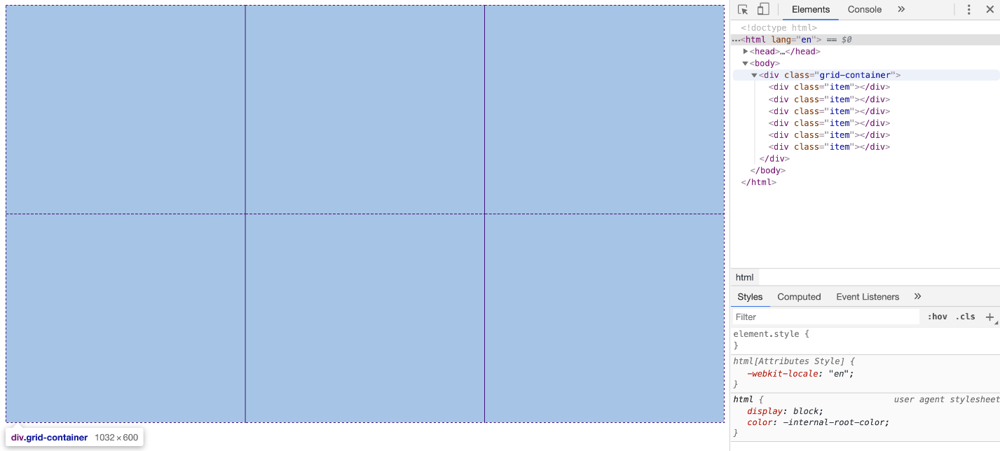 Elements Console »
<!doctype html>
…<html lang="en"> == $0
<head>…</head>
<body>
<div class="grid-container">
<div class="item"></div>
<div class="item"></div>
<div class="item"></div>
<div class="item"></div>
<div class="item"></div>
<div class="item"></div>
</div>
</body>
</html>
html
Styles Computed Event Listeners »
Filter :hov .cls +
element.style {
}
html[Attributes Style] {
-webkit-locale: "en";
}
html { user agent stylesheet
display: block;
color: -internal-root-color;
}
div.grid-container 1032×600